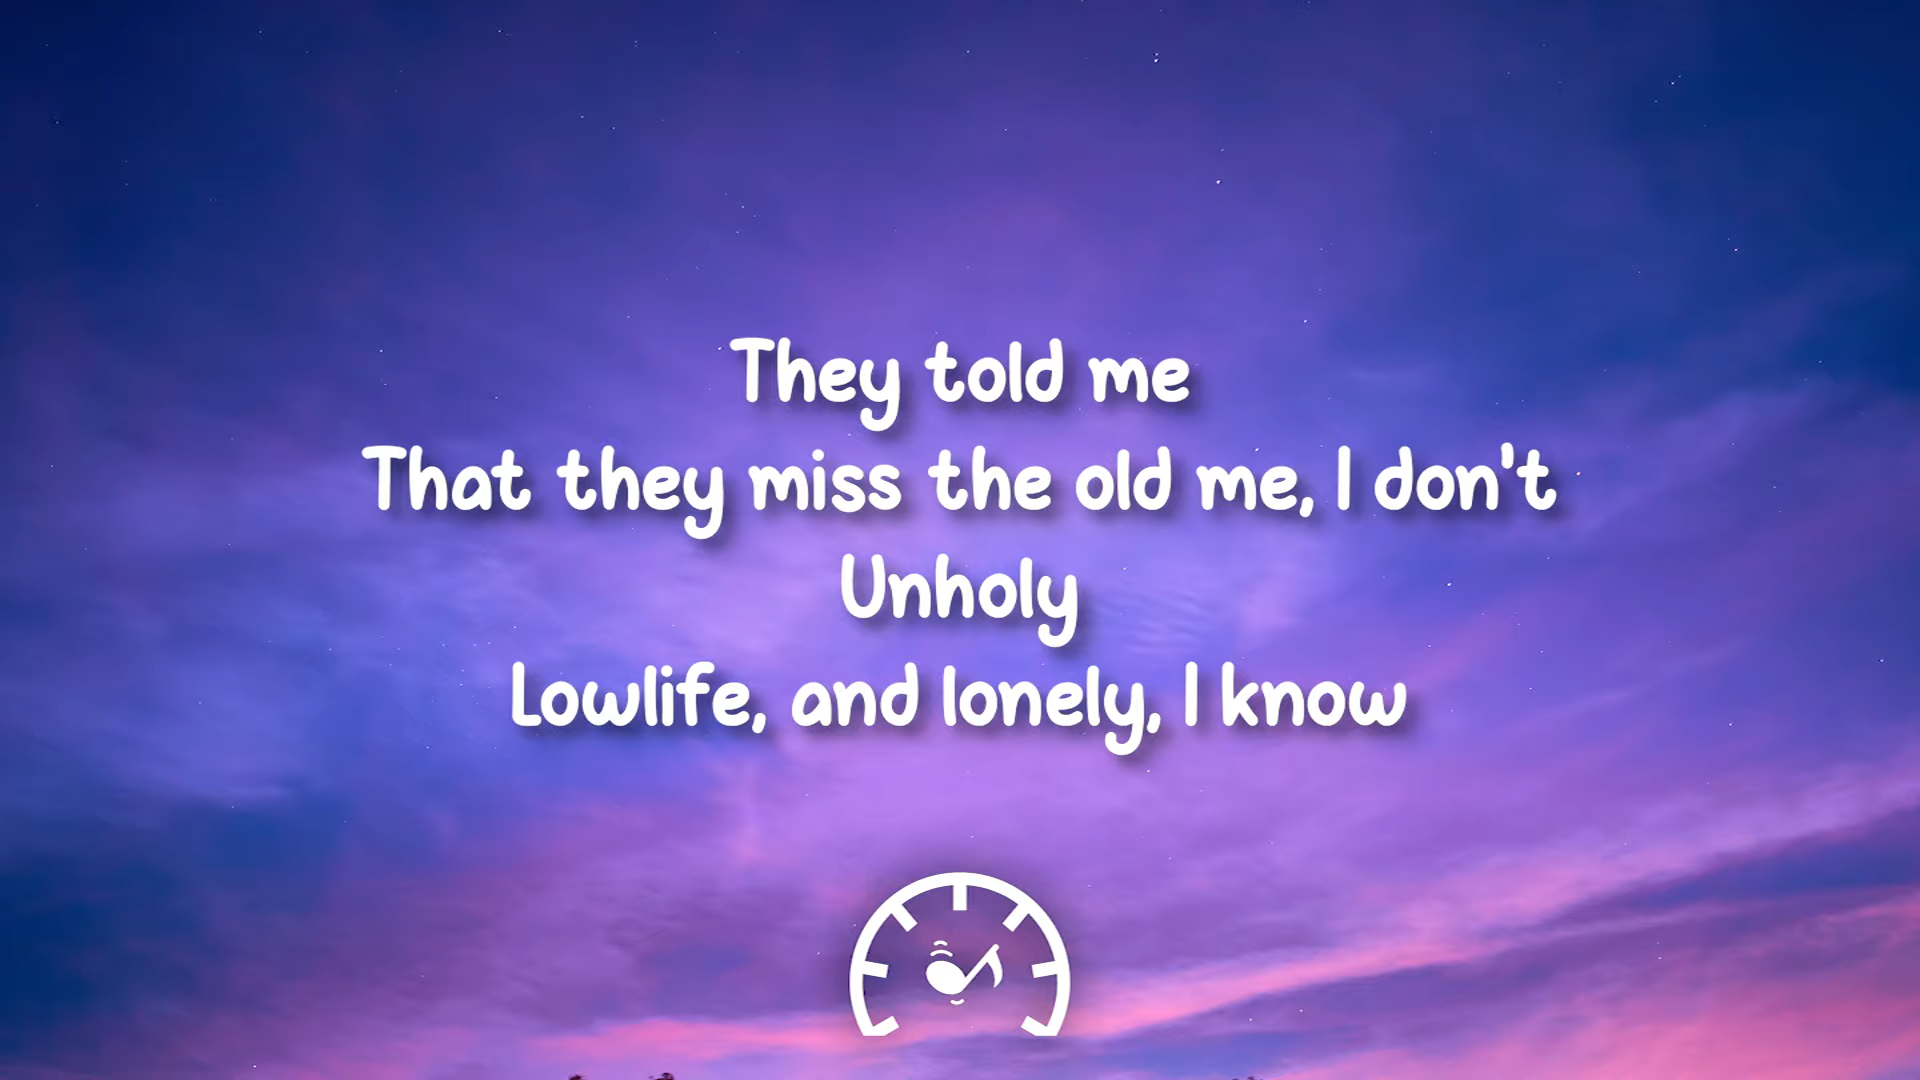 They told me
That they miss the old me, I don't
Unholy
Lowlife, and lonely, I know